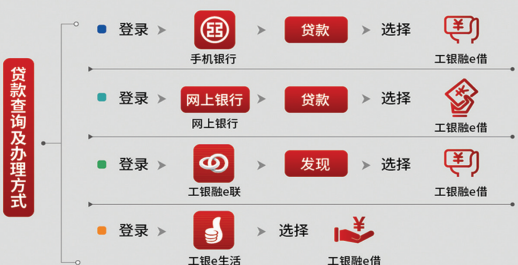 贷款查询及办理方式
登录 手机银行 贷款 选择 工银融e借
登录 网上银行 贷款 选择 工银融e借
网上银行
登录 工银融e联 发现 选择 工银融e借
登录 工银e生活 选择 工银融e借